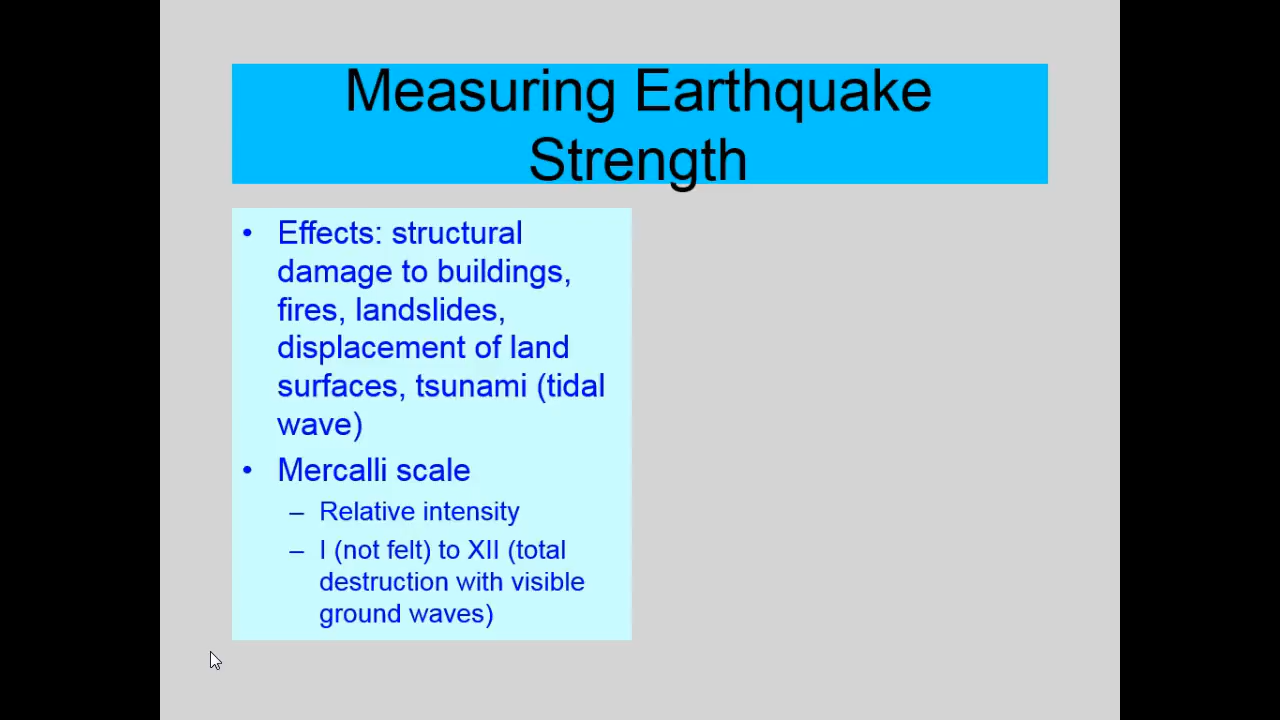 Measuring Earthquake
Strength
• Effects: structural
damage to buildings,
fires, landslides,
displacement of land
surfaces, tsunami (tidal
wave)
• Mercalli scale
– Relative intensity
– I (not felt) to XII (total
destruction with visible
ground waves)